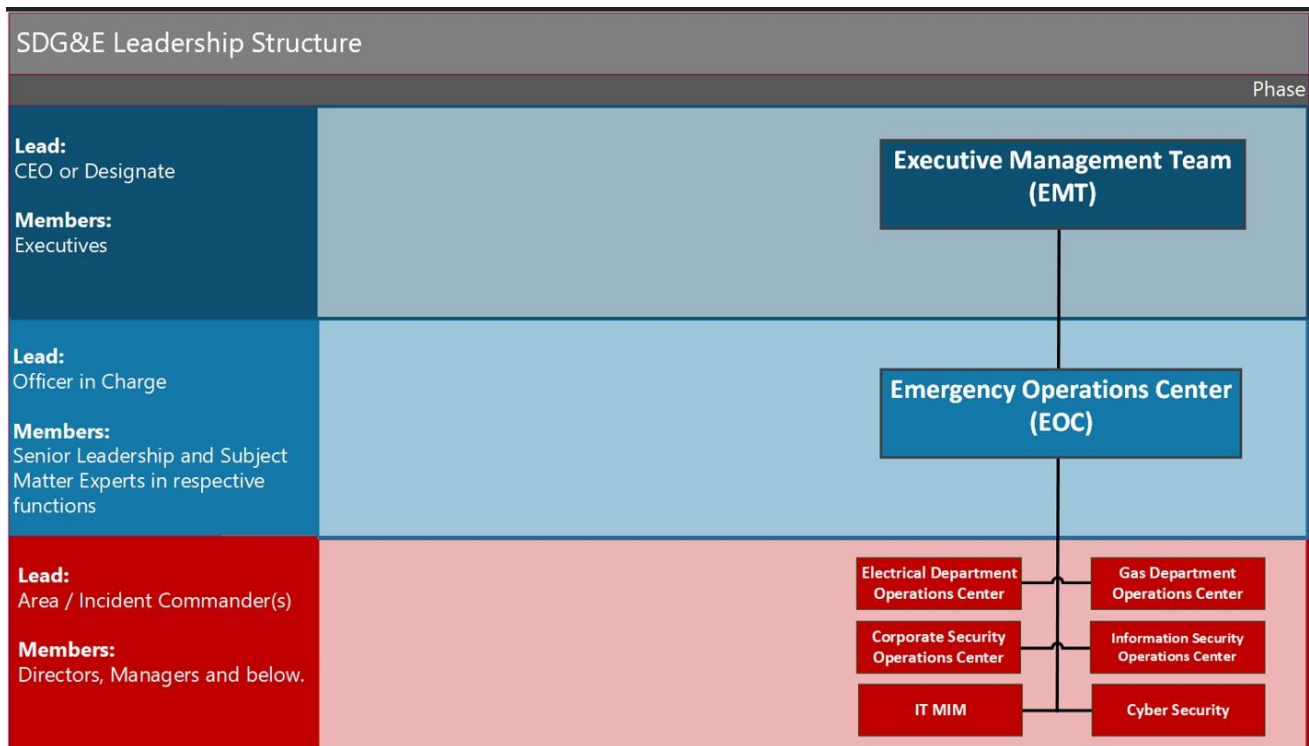 SDG&E Leadership Structure
Phase
Lead:
CEO or Designate
Members:
Executives
Executive Management Team
(EMT)
Lead:
Officer in Charge
Members:
Senior Leadership and Subject
Matter Experts in respective
functions
Emergency Operations Center
(EOC)
Lead:
Area / Incident Commander(s)
Members:
Directors, Managers and below.
Electrical Department
Operations Center
Gas Department
Operations Center
Corporate Security
Operations Center
Information Security
Operations Center
IT MIM
Cyber Security